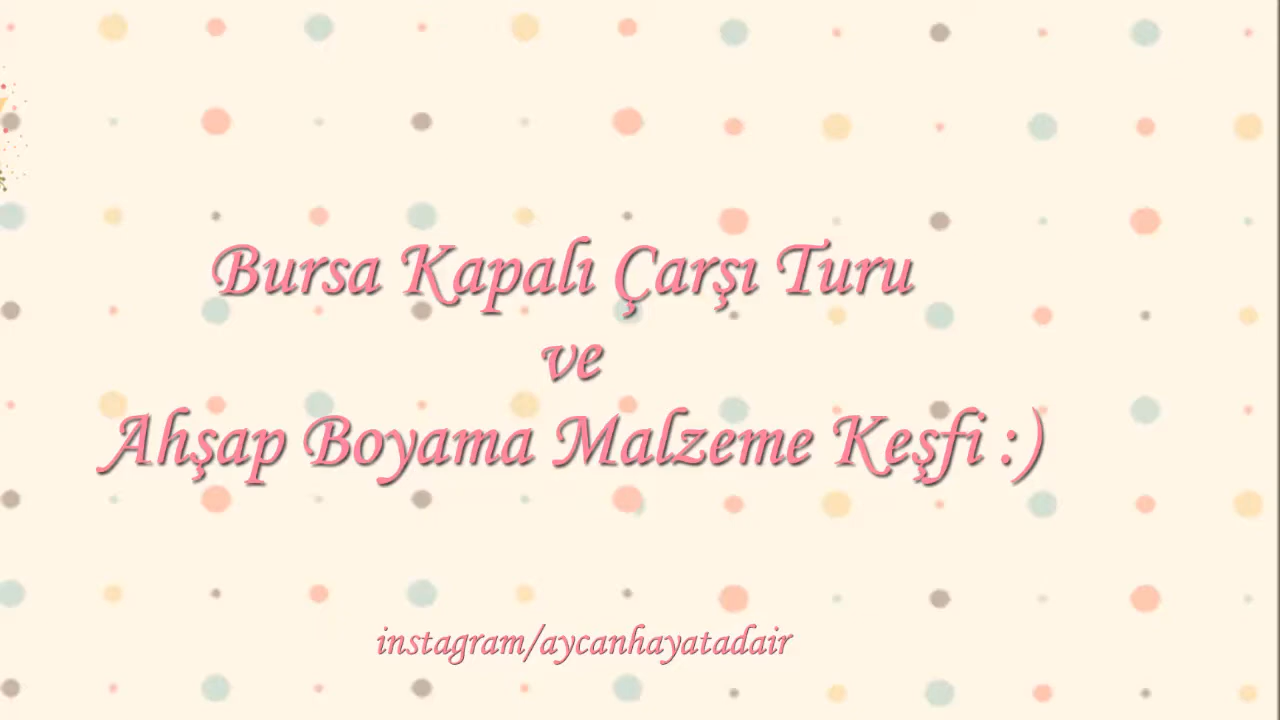 Bursa Kapalı Çarşı Turu
ve
Ahşap Boyama Malzeme Keşfi :)
instagram/aycanhayatadair